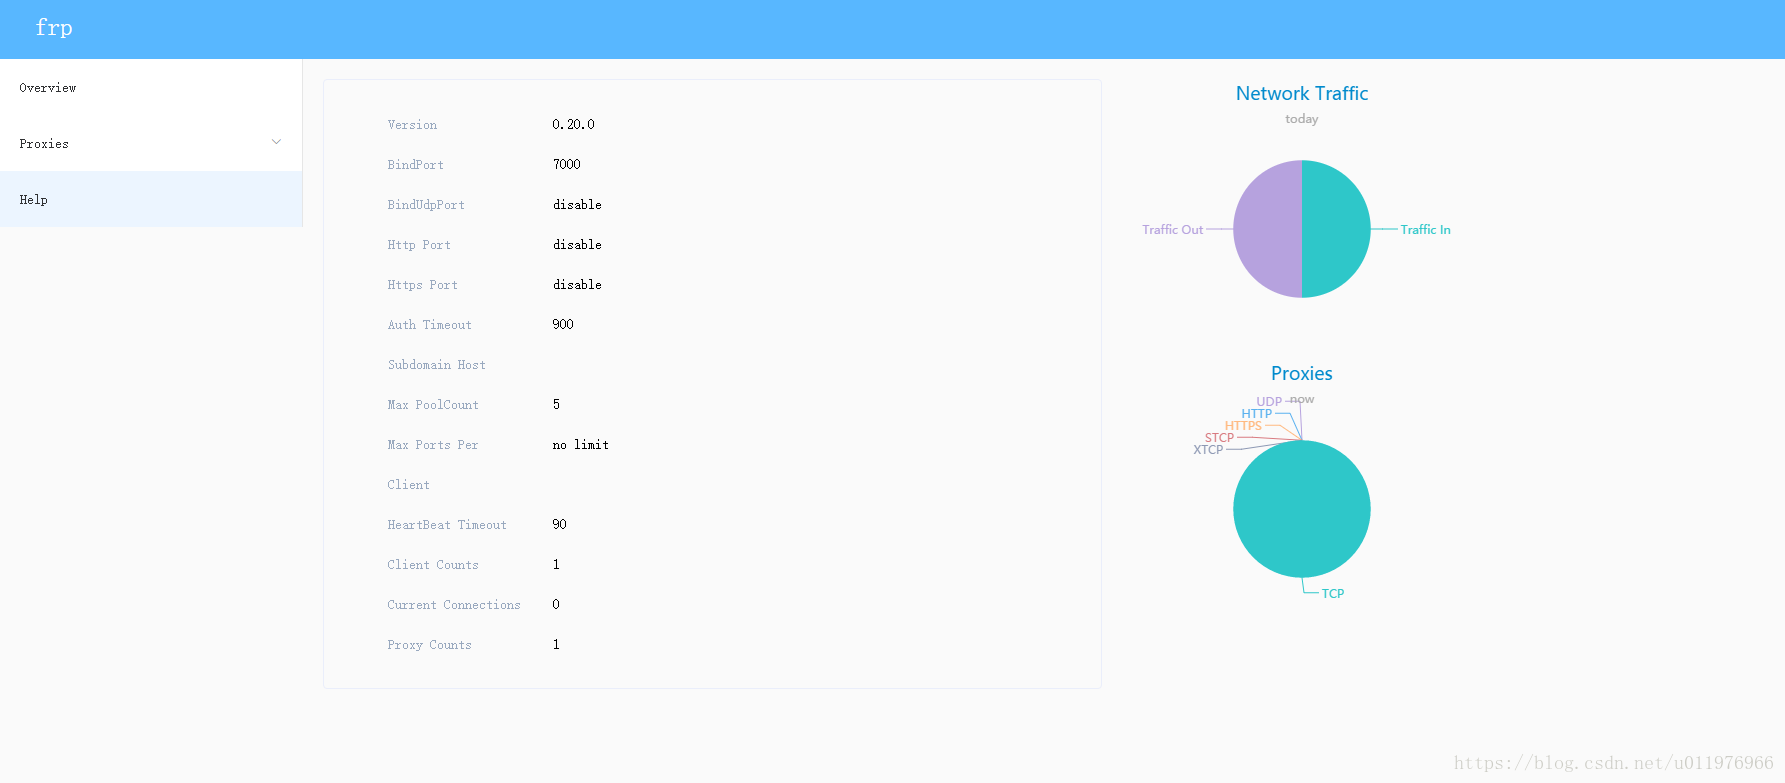 frp
Overview
Proxies
Help
Version 0.20.0
BindPort 7000
BindUdpPort disable
Http Port disable
Https Port disable
Auth Timeout 900
Subdomain Host
Max PoolCount 5
Max Ports Per no limit
Client
HeartBeat Timeout 90
Client Counts 1
Current Connections 0
Proxy Counts 1
Network Traffic
today
Traffic Out
Traffic In
Proxies
now
UDP
HTTP
HTTPS
STCP
XTCP
TCP
https://blog.csdn.net/u011976966